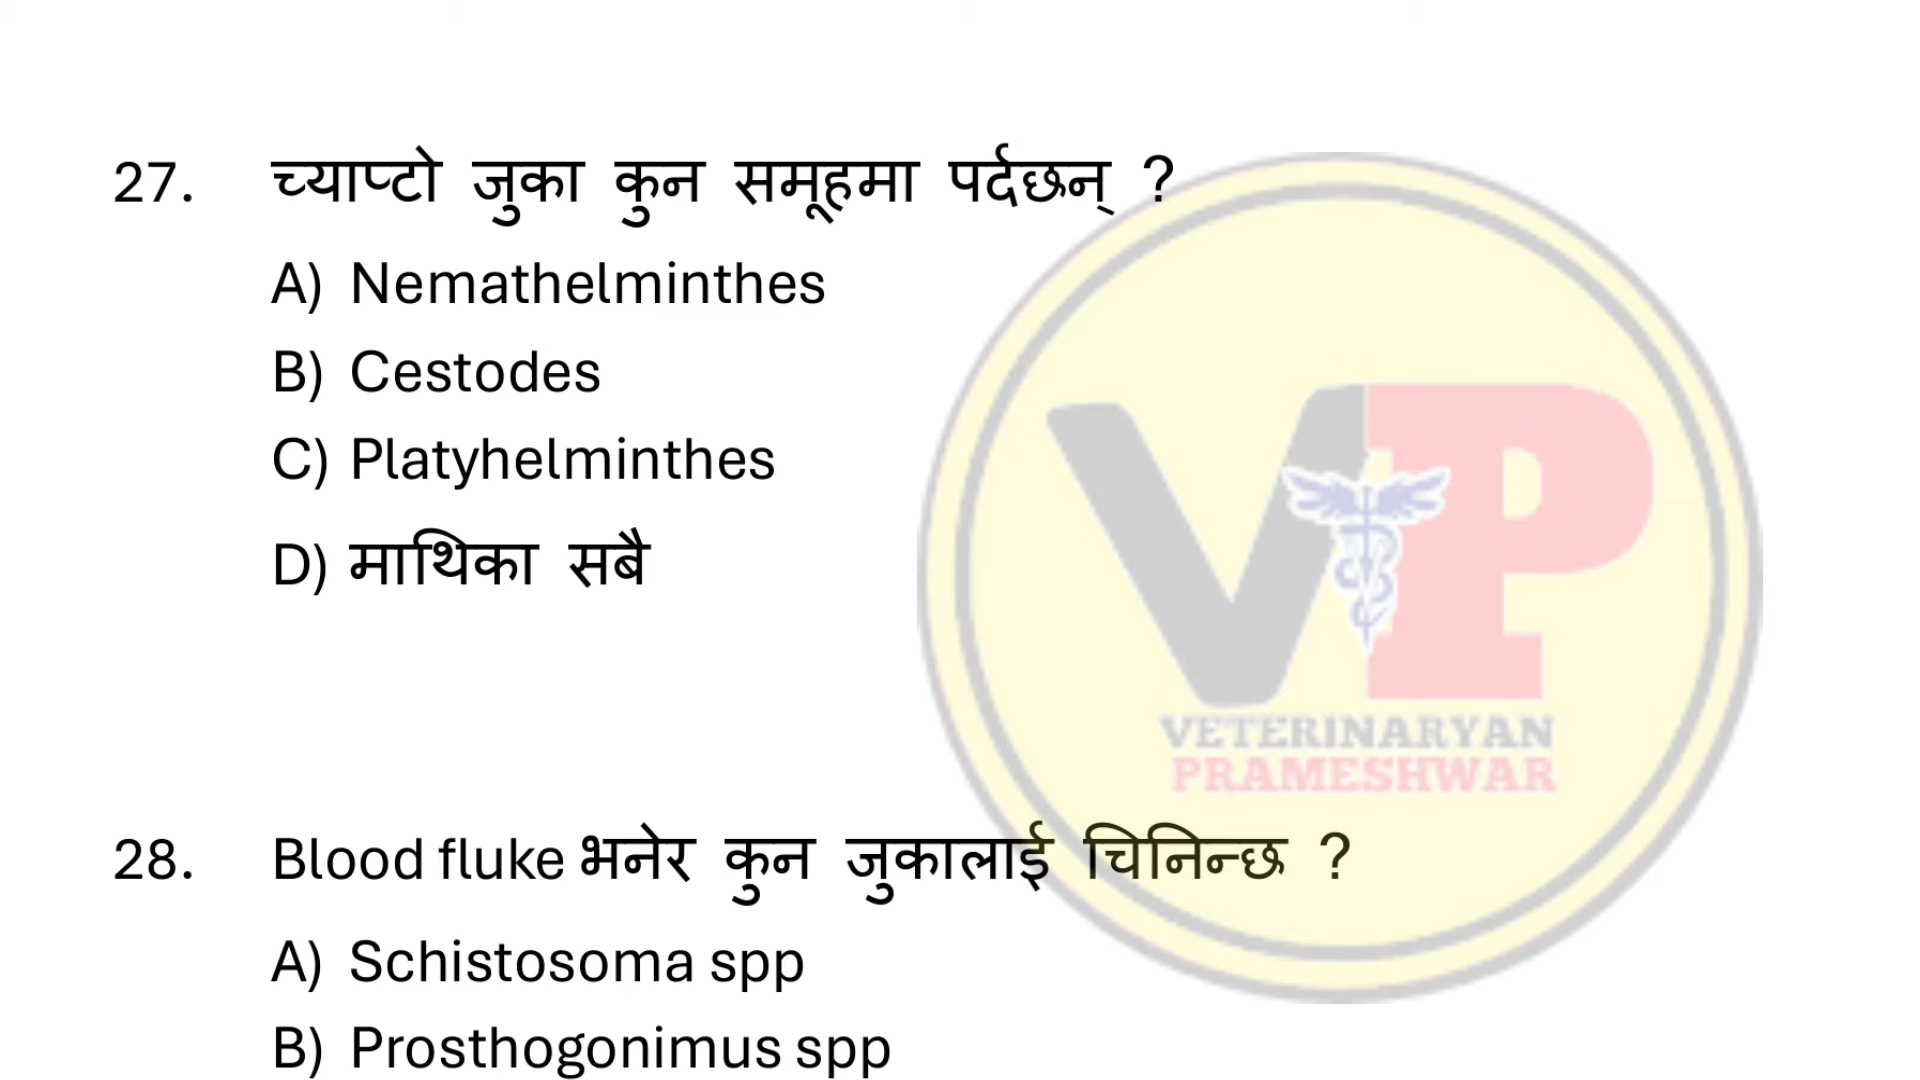 27. च्याप्टो जुका कुन समूहमा पर्दछन् ?
A) Nemathelminthes
B) Cestodes
C) Platyhelminthes
D) माथिका सबै
VP
VETERINARYAN
PRAMESHWAR
28. Blood fluke भनेर कुन जुकालाई चिनिन्छ ?
A) Schistosoma spp
B) Prosthogonimus spp